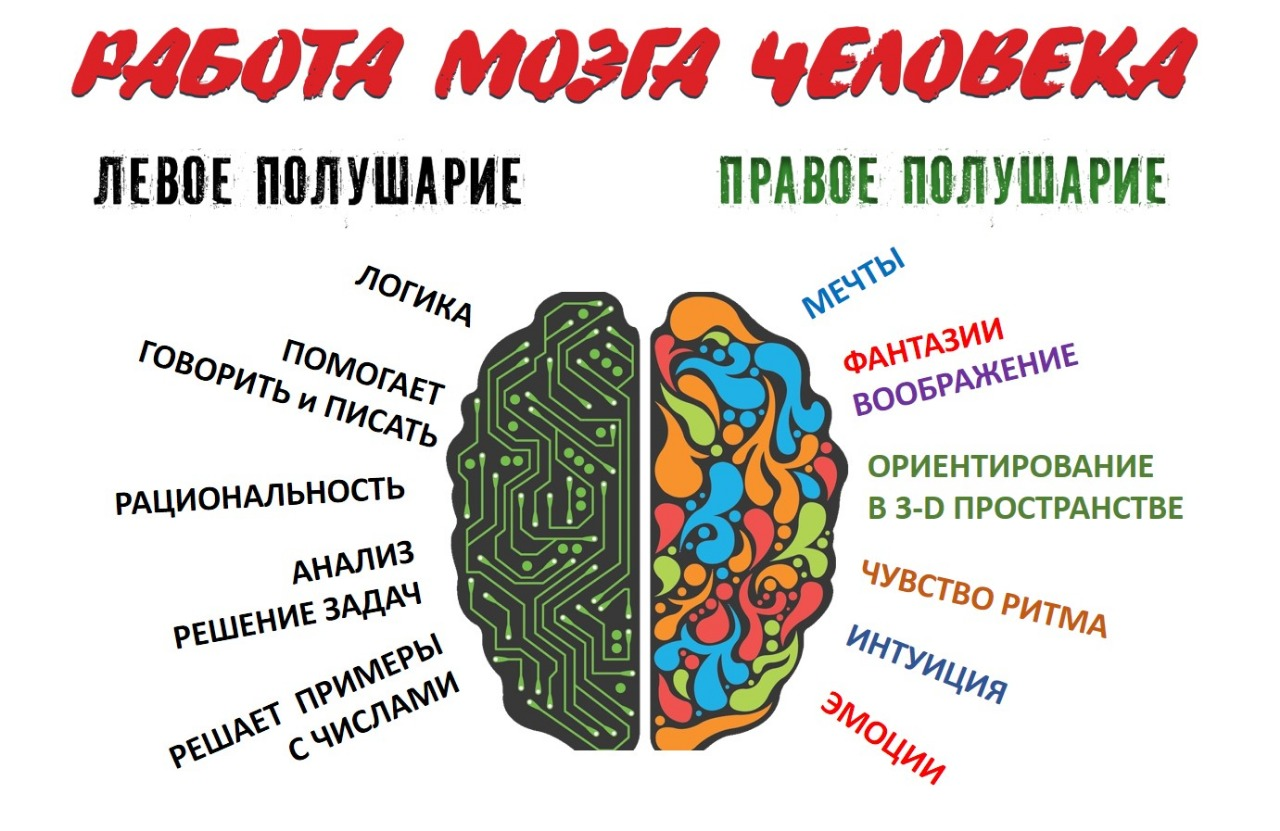 РАБОТА МОЗГА ЧЕЛОВЕКА
ЛЕВОЕ ПОЛУШАРИЕ
ЛОГИКА
ПОМОГАЕТ
ГОВОРИТЬ и ПИСАТЬ
РАЦИОНАЛЬНОСТЬ
АНАЛИЗ
РЕШЕНИЕ ЗАДАЧ
РЕШАЕТ ПРИМЕРЫ
С ЧИСЛАМИ
ПРАВОЕ ПОЛУШАРИЕ
МЕЧТЫ
ФАНТАЗИИ
ВООБРАЖЕНИЕ
ОРИЕНТИРОВАНИЕ
В 3-D ПРОСТРАНСТВЕ
ЧУВСТВО РИТМА
ИНТУИЦИЯ
ЭМОЦИИ